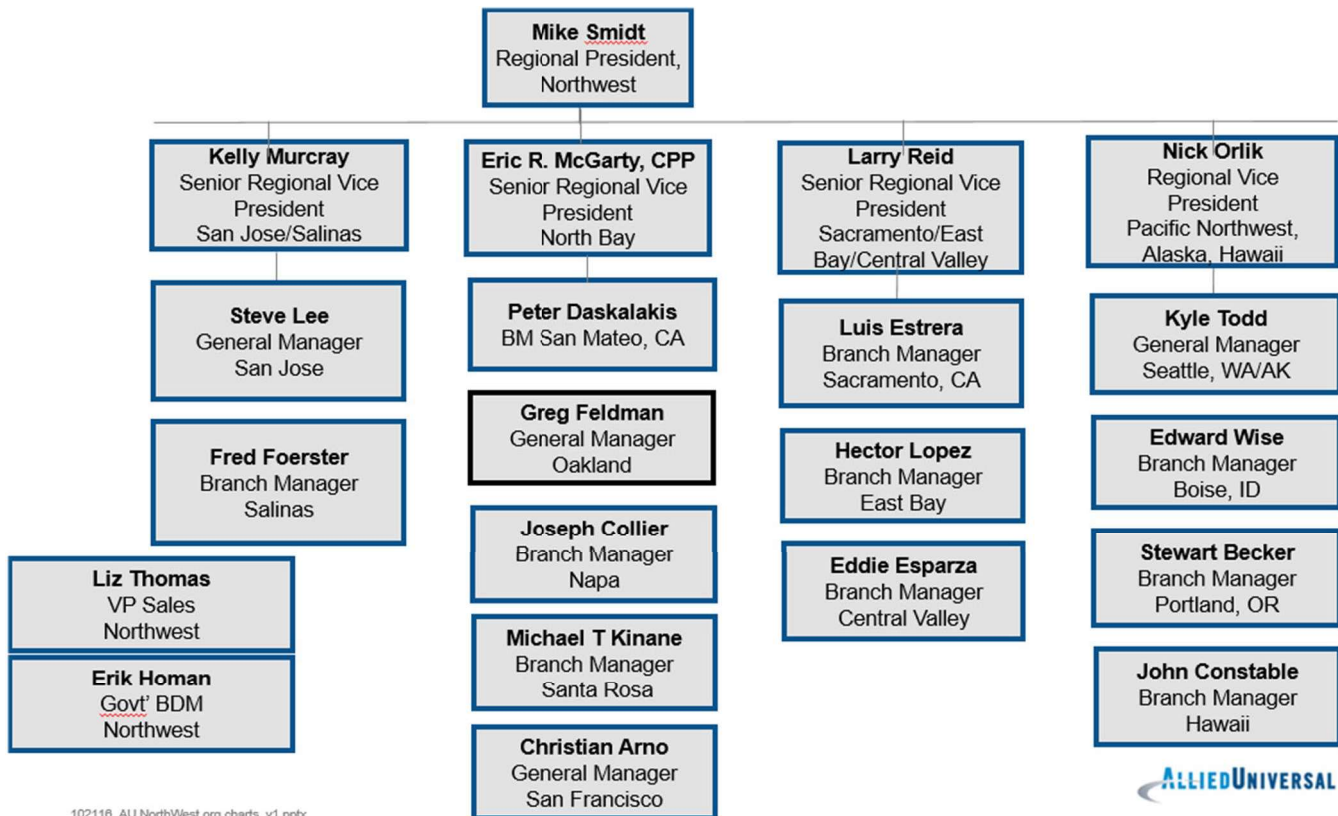 Mike Smidt
Regional President,
Northwest
Kelly Murcray
Senior Regional Vice
President
San Jose/Salinas
Steve Lee
General Manager
San Jose
Fred Foerster
Branch Manager
Salinas
Liz Thomas
VP Sales
Northwest
Erik Homan
Govt' BDM
Northwest
Eric R. McGarty, CPP
Senior Regional Vice
President
North Bay
Peter Daskalakis
BM San Mateo, CA
Greg Feldman
General Manager
Oakland
Joseph Collier
Branch Manager
Napa
Michael T Kinane
Branch Manager
Santa Rosa
Christian Arno
General Manager
San Francisco
Larry Reid
Senior Regional Vice
President
Sacramento/East
Bay/Central Valley
Luis Estrera
Branch Manager
Sacramento, CA
Hector Lopez
Branch Manager
East Bay
Eddie Esparza
Branch Manager
Central Valley
Nick Orlik
Regional Vice
President
Pacific Northwest,
Alaska, Hawaii
Kyle Todd
General Manager
Seattle, WA/AK
Edward Wise
Branch Manager
Boise, ID
Stewart Becker
Branch Manager
Portland, OR
John Constable
Branch Manager
Hawaii
ALLIEDUNIVERSAL
102116_AU NorthWest org charts_v1.pptx